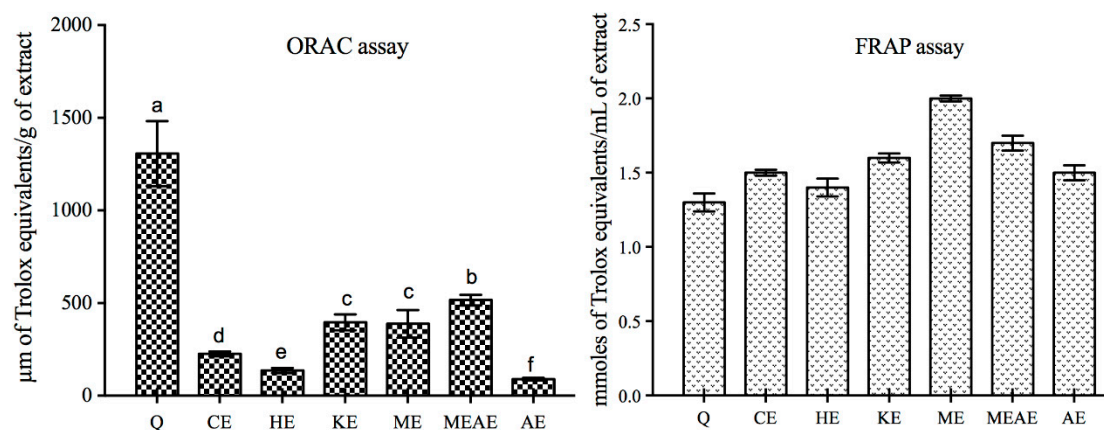 ORAC assay
µm of Trolox equivalents/g of extract
2000
1500
1000
500
0
a
d
e
c
c
b
f
Q CE HE KE ME MEAE AE
FRAP assay
mmoles of Trolox equivalents/mL of extract
2.5
2.0
1.5
1.0
0.5
0.0
Q CE HE KE ME MEAE AE